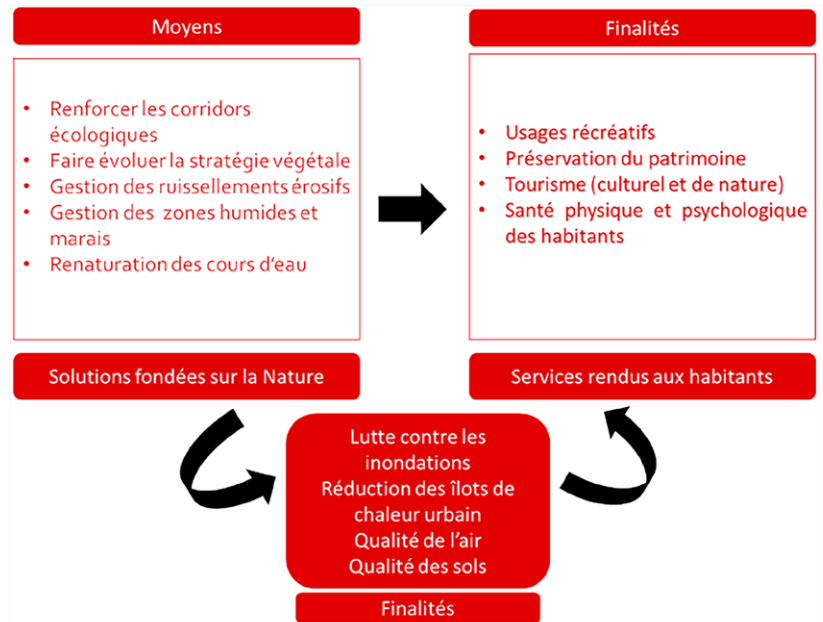 Moyens
• Renforcer les corridors
écologiques
• Faire évoluer la stratégie végétale
• Gestion des ruissellements érosifs
• Gestion des zones humides et
marais
• Renaturation des cours d'eau
Solutions fondées sur la Nature
Finalités
• Usages récréatifs
• Préservation du patrimoine
• Tourisme (culturel et de nature)
• Santé physique et psychologique
des habitants
Services rendus aux habitants
Lutte contre les
inondations
Réduction des îlots de
chaleur urbain
Qualité de l'air
Qualité des sols
Finalités